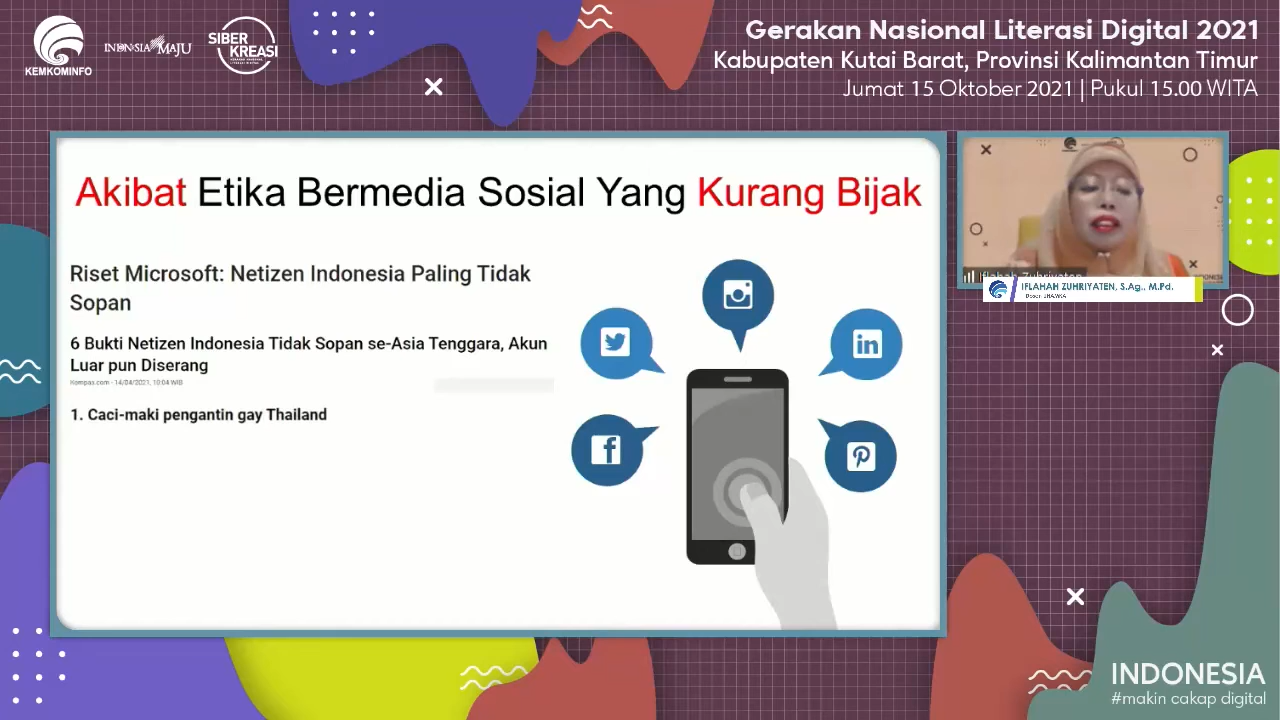 KEMKOMINFO
INDONESIA MAJU
SIBER
KREASI
Gerakan Nasional Literasi Digital 2021
Kabupaten Kutai Barat, Provinsi Kalimantan Timur
Jumat 15 Oktober 2021 | Pukul 15.00 WITA
Akibat Etika Bermedia Sosial Yang Kurang Bijak
Riset Microsoft: Netizen Indonesia Paling Tidak
Sopan
6 Bukti Netizen Indonesia Tidak Sopan se-Asia Tenggara, Akun
Luar pun Diserang
Kompas.com - 14/04/2021, 10:04 WIB
1. Caci-maki pengantin gay Thailand
Iflahah Zuhriyaten
IFLAHAH ZUHRIYATEN, S.Ag., M.Pd.
INDONESIA
#makin cakap digital